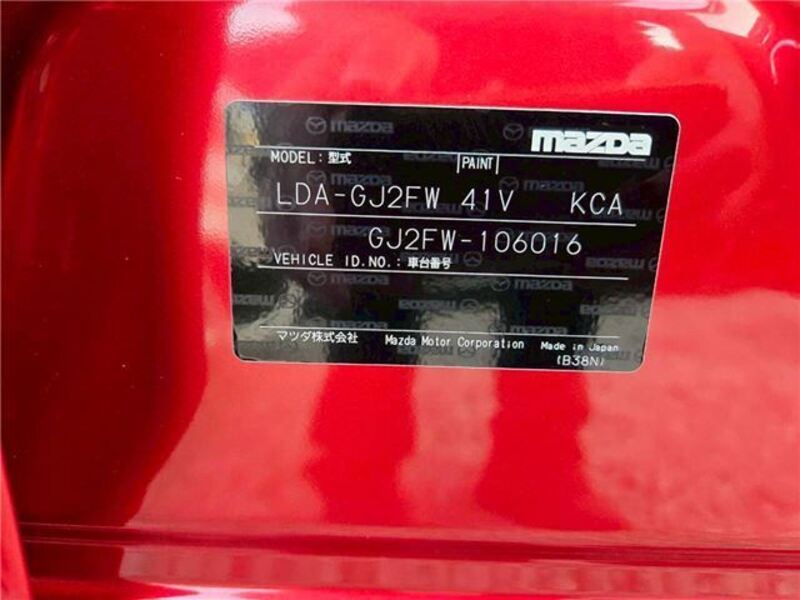 mazda
MODEL: 型式 PAINT
LDA-GJ2FW 41V KCA
GJ2FW-106016
VEHICLE ID.NO.: 車台番号
マツダ株式会社 Mazda Motor Corporation Made in Japan
(B38N)